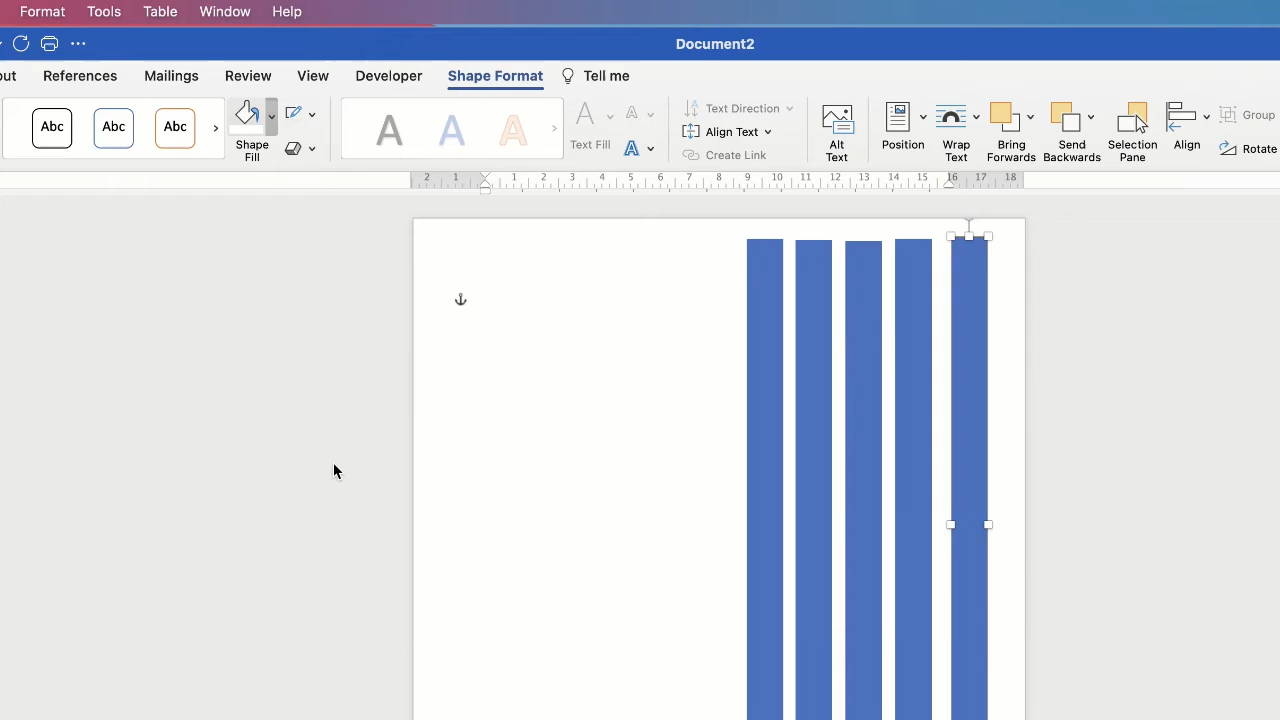 Format Tools Table Window Help
Document2
out References Mailings Review View Developer Shape Format Tell me
Abc Abc Abc
Shape
Fill
A A A
A A
Text Fill A
Text Direction
Align Text
Create Link
Alt
Text
Position
Wrap
Text
Bring
Forwards
Send
Backwards
Selection
Pane
Align
Group
Rotate
2 1 1 2 3 4 5 6 7 8 9 10 11 12 13 14 15 16 17 18